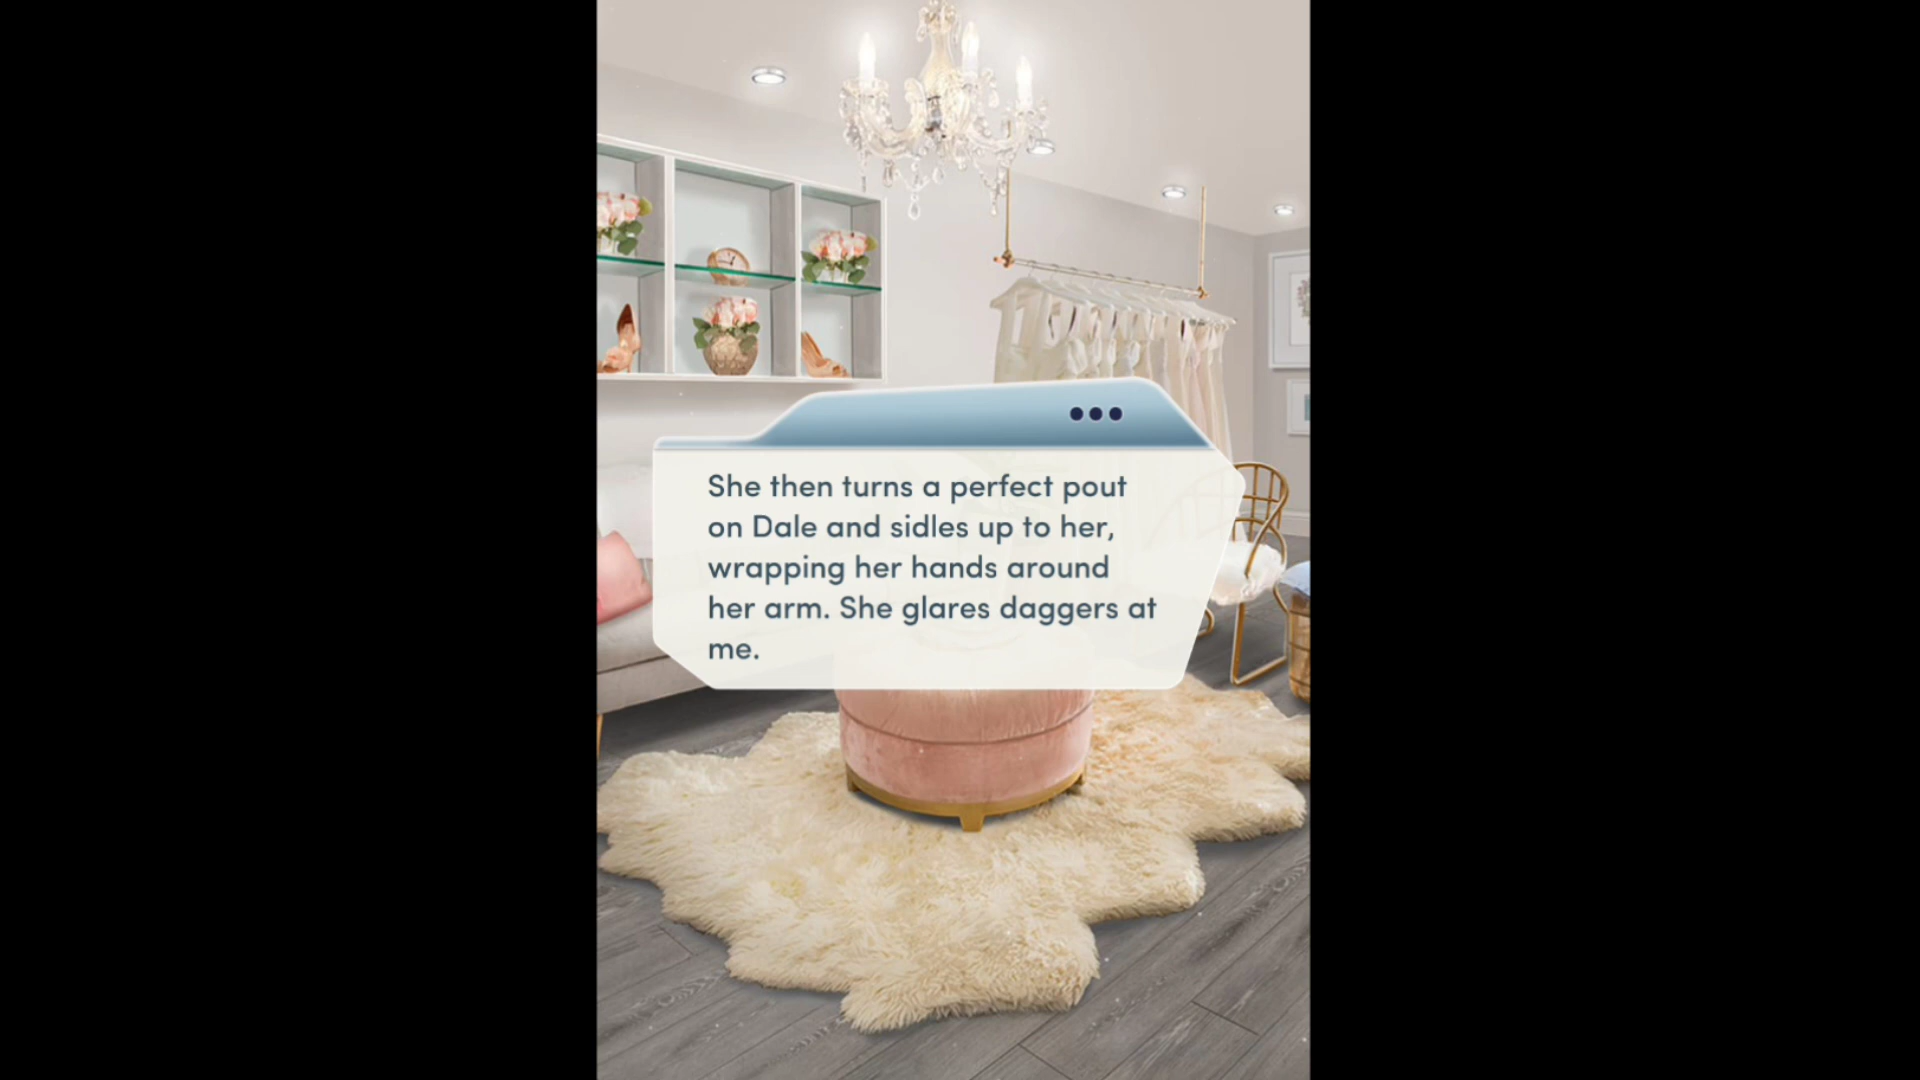 She then turns a perfect pout
on Dale and sidles up to her,
wrapping her hands around
her arm. She glares daggers at
me.